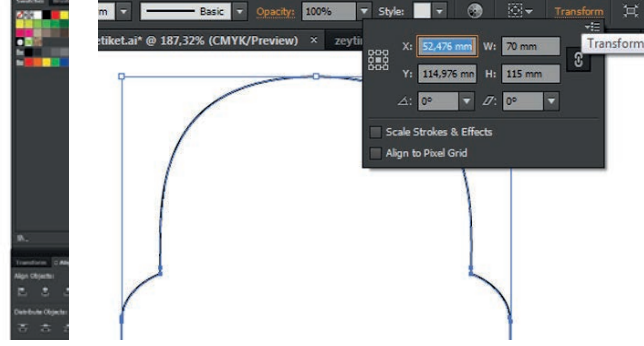 m Basic Opacity: 100% Style: Transform
etiket.ai* @ 187,32% (CMYK/Preview) × zeytin
X: 52,476 mm W: 70 mm
Transform
Y: 114,976 mm H: 115 mm
0° 0°
Scale Strokes & Effects
Align to Pixel Grid
Transform
Align Objects:
Distribute Objects: